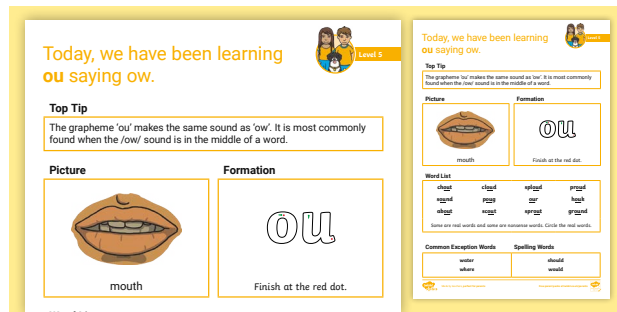 Today, we have been learning
ou saying ow.
Level 5
Top Tip
The grapheme 'ou' makes the same sound as 'ow'. It is most commonly
found when the /ow/ sound is in the middle of a word.
Picture
Formation
ou
mouth
Finish at the red dot.
Today, we have been learning
ou saying ow.
Level 5
Top Tip
The grapheme 'ou' makes the same sound as 'ow'. It is most commonly
found when the /ow/ sound is in the middle of a word.
Picture
Formation
ou
mouth
Finish at the red dot.
Word List
chout cloud sploud proud
sound poug our houk
about scout sprout ground
Some are real words and some are nonsense words. Circle the real words.
Common Exception Words
Spelling Words
water
should
where
would